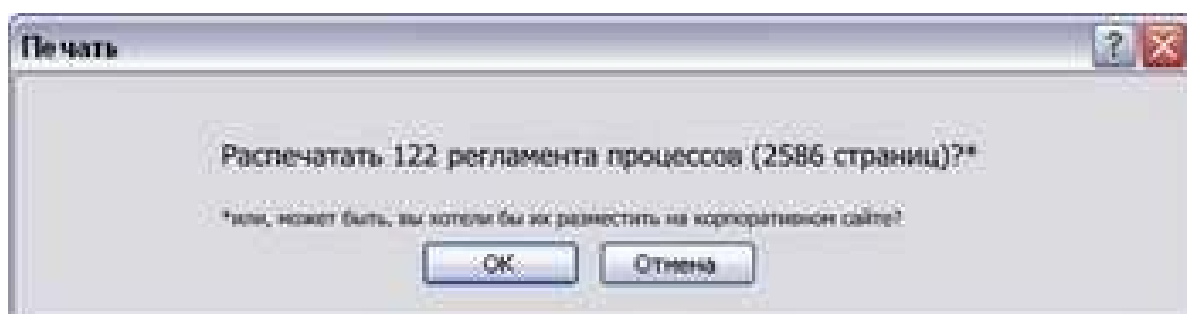 Печать
Распечатать 122 регламента процессов (2586 страниц)?*
*или, может быть, вы хотели бы их разместить на корпоративном сайте?
OK
Отмена